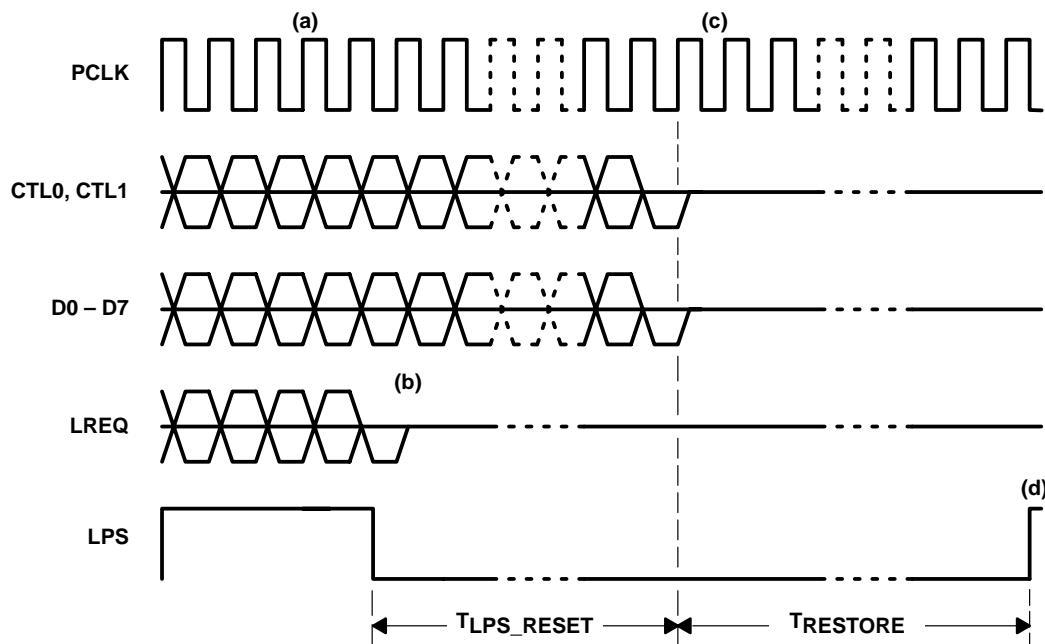 (a)
(c)
PCLK
CTL0, CTL1
D0 – D7
(b)
LREQ
(d)
LPS
TLPS_RESET
TRESTORE